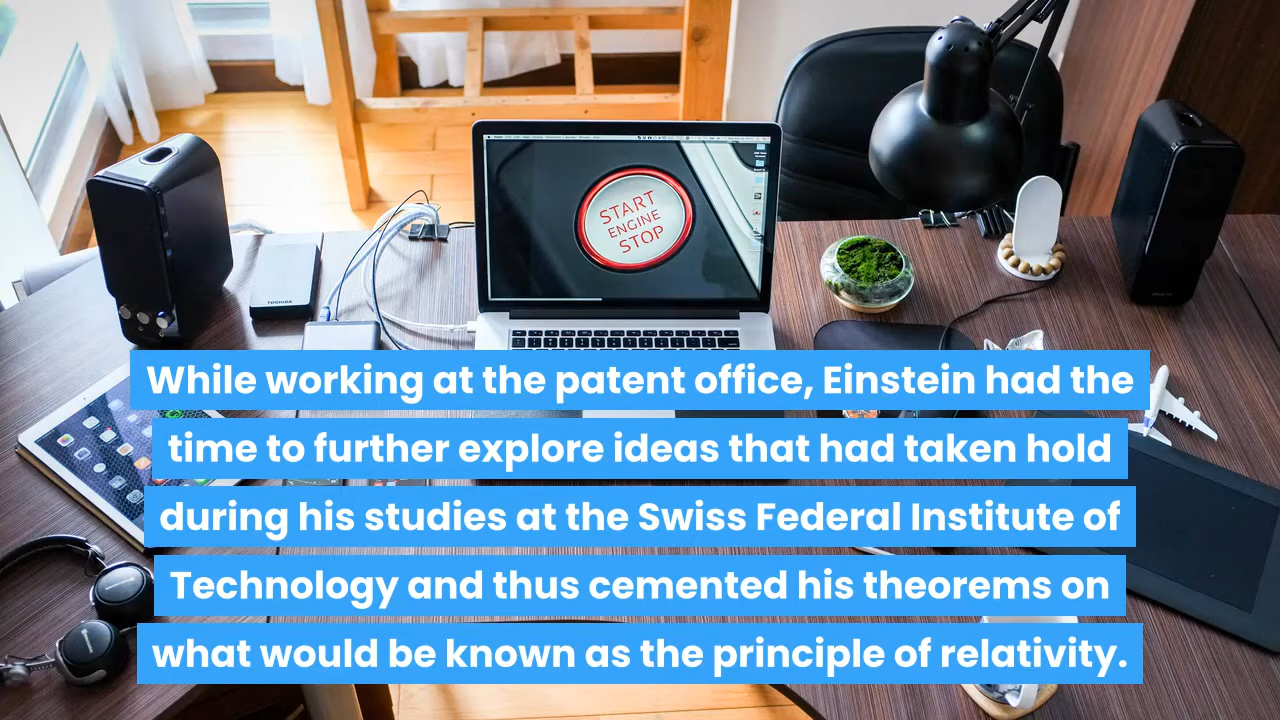 START
ENGINE
STOP
TOSHIBA
While working at the patent office, Einstein had the
time to further explore ideas that had taken hold
during his studies at the Swiss Federal Institute of
Technology and thus cemented his theorems on
what would be known as the principle of relativity.